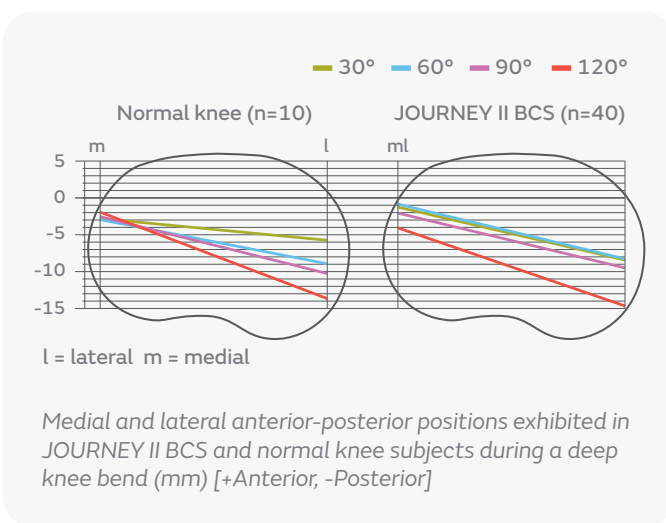 30° 60° 90° 120°
Normal knee (n=10) JOURNEY II BCS (n=40)
m l ml
5
0
-5
-10
-15
l = lateral m = medial
Medial and lateral anterior-posterior positions exhibited in
JOURNEY II BCS and normal knee subjects during a deep
knee bend (mm) [+Anterior, -Posterior]